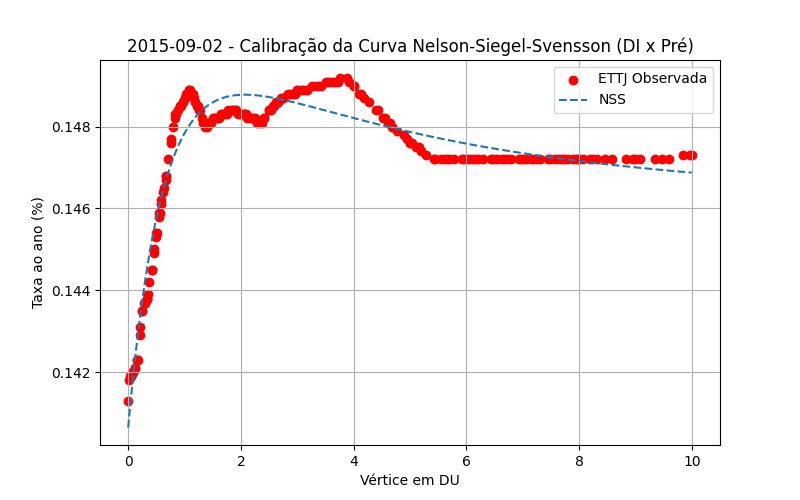 2015-09-02 - Calibração da Curva Nelson-Siegel-Svensson (DI x Pré)
ETTJ Observada
NSS
0.148
0.146
0.144
0.142
Taxa ao ano (%)
0 2 4 6 8 10
Vértice em DU